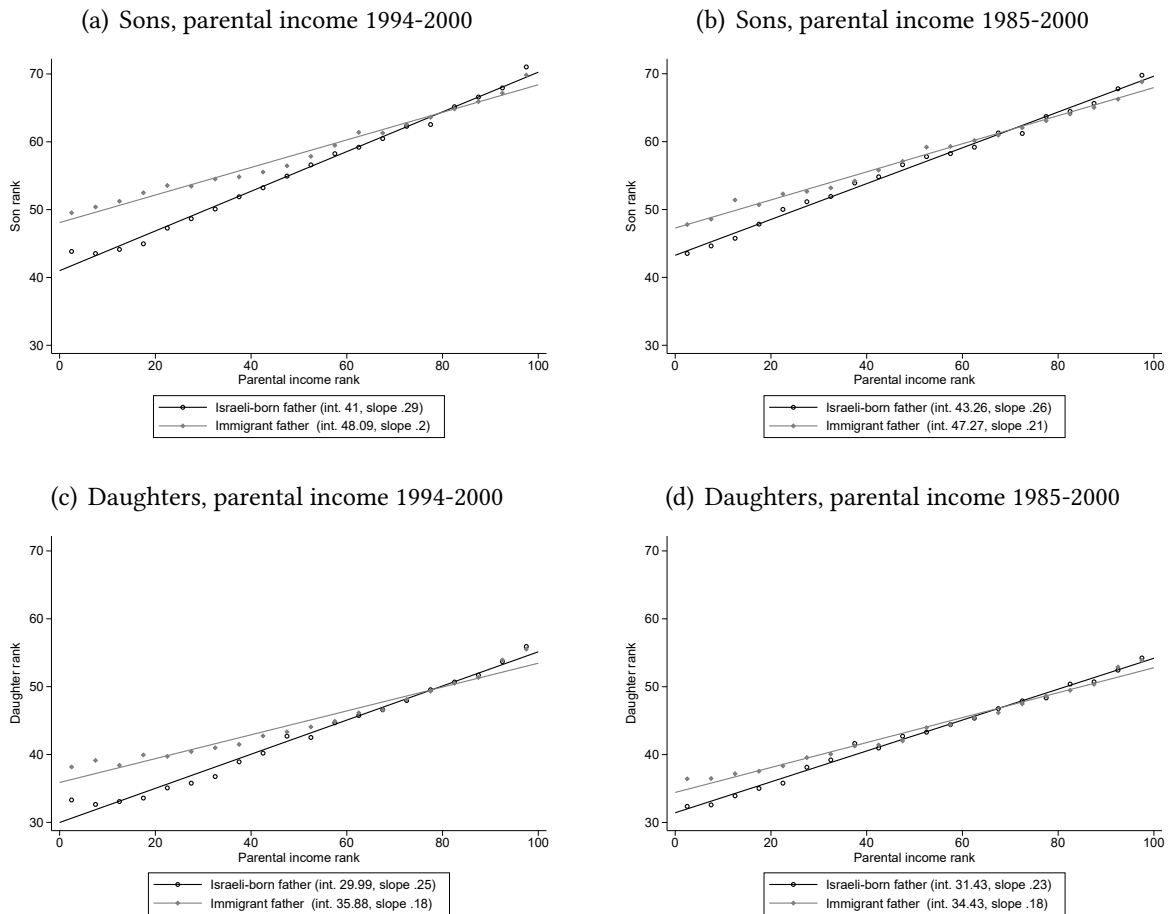 (a) Sons, parental income 1994-2000
70
60
50
40
30
Son rank
0 20 40 60 80 100
Parental income rank
Israeli-born father (int. 41, slope .29)
Immigrant father (int. 48.09, slope .2)
(b) Sons, parental income 1985-2000
70
60
50
40
30
Son rank
0 20 40 60 80 100
Parental income rank
Israeli-born father (int. 43.26, slope .26)
Immigrant father (int. 47.27, slope .21)
(c) Daughters, parental income 1994-2000
70
60
50
40
30
Daughter rank
0 20 40 60 80 100
Parental income rank
Israeli-born father (int. 29.99, slope .25)
Immigrant father (int. 35.88, slope .18)
(d) Daughters, parental income 1985-2000
70
60
50
40
30
Daughter rank
0 20 40 60 80 100
Parental income rank
Israeli-born father (int. 31.43, slope .23)
Immigrant father (int. 34.43, slope .18)